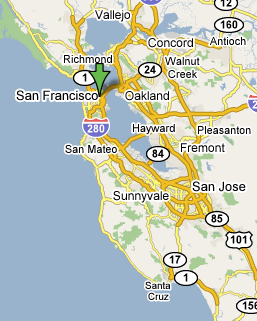 Vallejo
160
Concord
Antioch
Richmond
1
24
Walnut
Creek
San Francisco
Oakland
280
Hayward
Pleasanton
San Mateo
84
Fremont
San Jose
Sunnyvale
85
101
17
Santa
Cruz
1
156